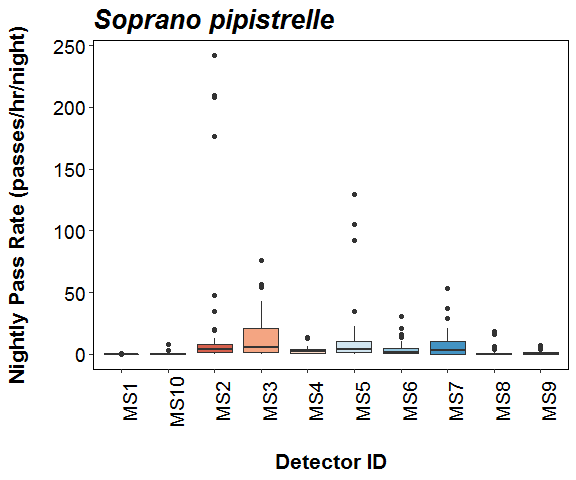 Soprano pipistrelle
Nightly Pass Rate (passes/hr/night)
250
200
150
100
50
0
MS1
MS10
MS2
MS3
MS4
MS5
MS6
MS7
MS8
MS9
Detector ID